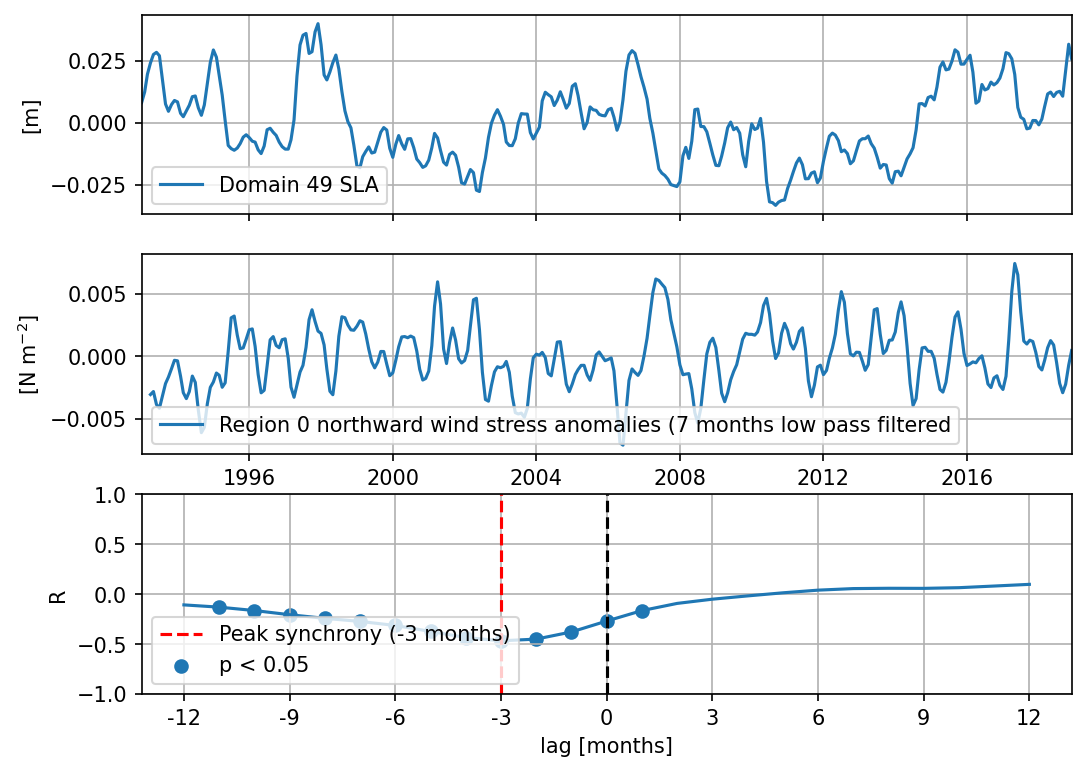 0.025
0.000
−0.025
[m]
Domain 49 SLA
0.005
0.000
−0.005
[N m⁻²]
Region 0 northward wind stress anomalies (7 months low pass filtered
1996 2000 2004 2008 2012 2016
1.0
0.5
0.0
−0.5
−1.0
R
Peak synchrony (-3 months)
p < 0.05
-12 -9 -6 -3 0 3 6 9 12
lag [months]